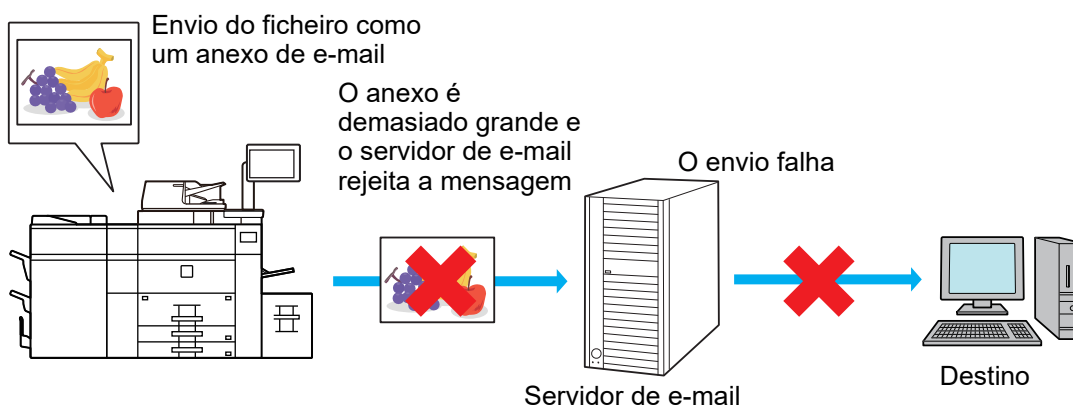 Envio do ficheiro como
um anexo de e-mail
O anexo é
demasiado grande e
o servidor de e-mail
rejeita a mensagem
O envio falha
Servidor de e-mail
Destino